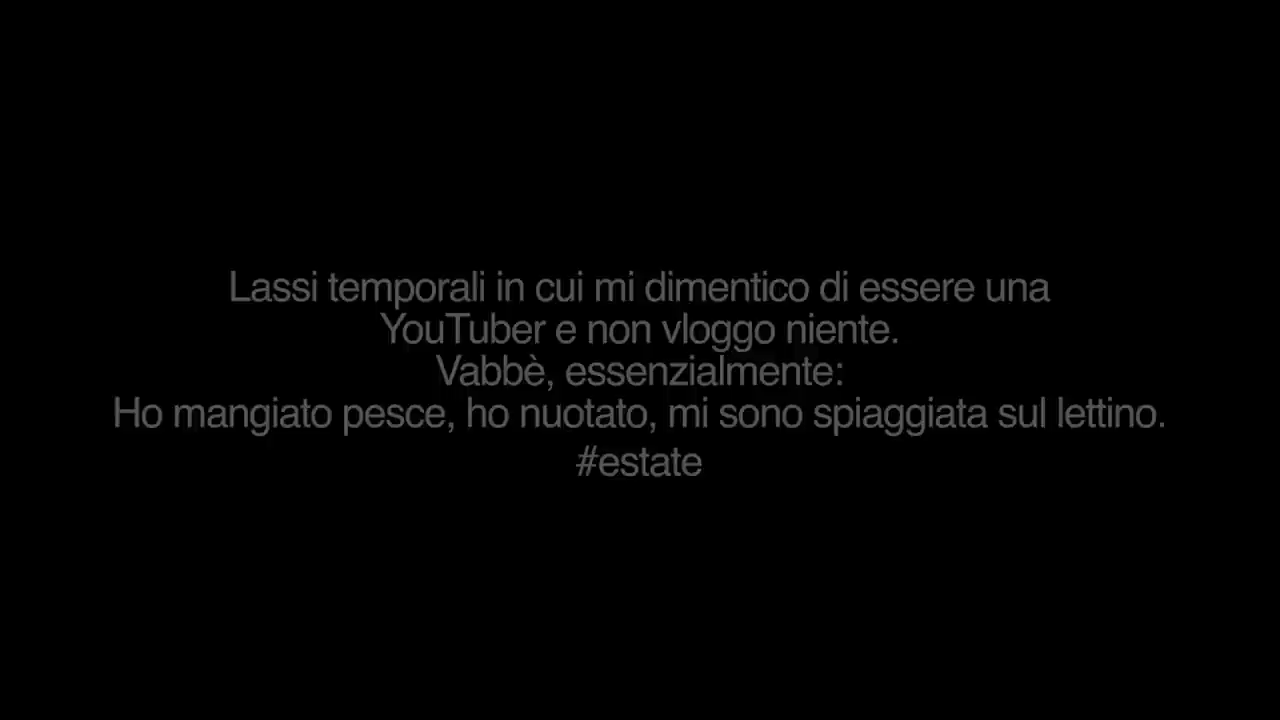 Lassi temporali in cui mi dimentico di essere una
YouTuber e non vloggo niente.
Vabbè, essenzialmente:
Ho mangiato pesce, ho nuotato, mi sono spiaggiata sul lettino.
#estate